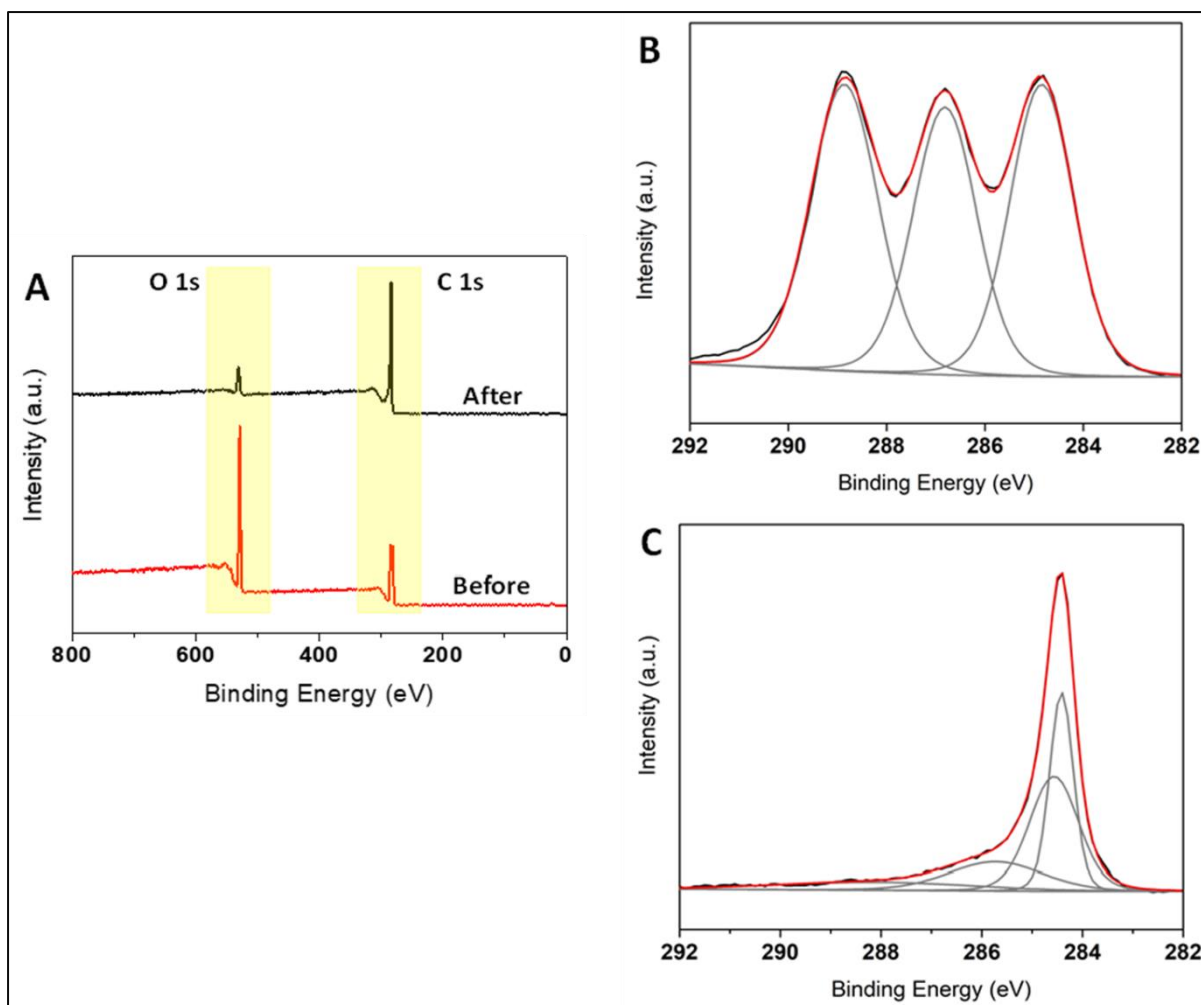 A
O 1s
C 1s
After
Before
Intensity (a.u.)
800 600 400 200 0
Binding Energy (eV)
B
Intensity (a.u.)
292 290 288 286 284 282
Binding Energy (eV)
C
Intensity (a.u.)
292 290 288 286 284 282
Binding Energy (eV)